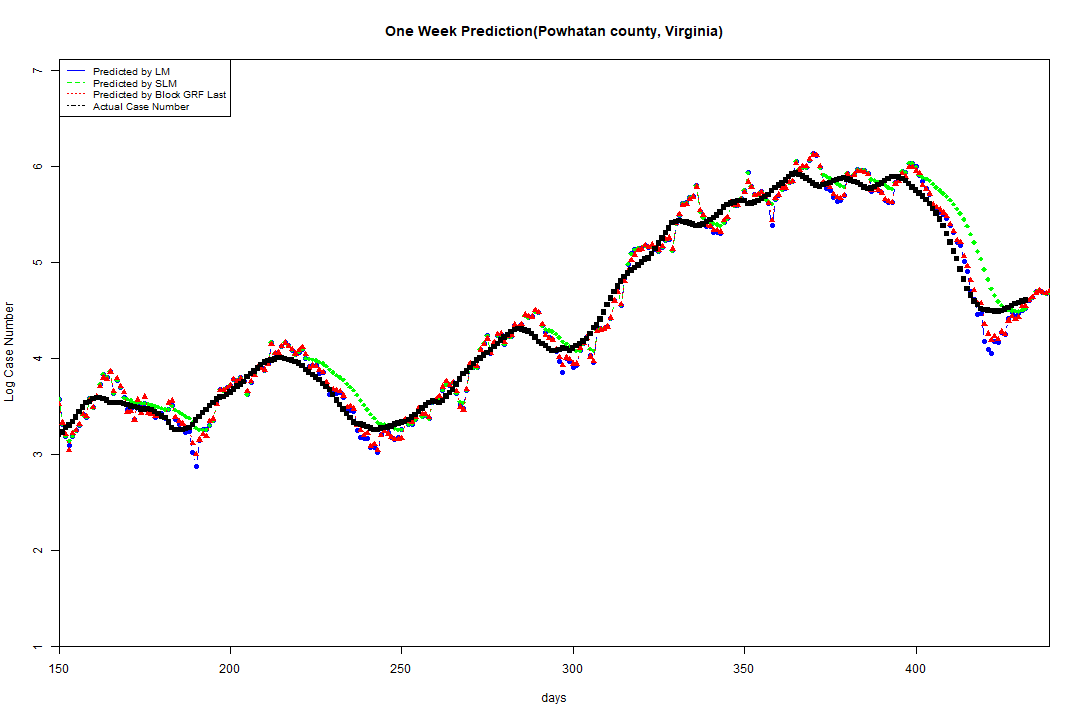 One Week Prediction(Powhatan county, Virginia)
Predicted by LM
Predicted by SLM
Predicted by Block GRF Last
Actual Case Number
7
6
5
4
3
2
1
Log Case Number
150 200 250 300 350 400
days